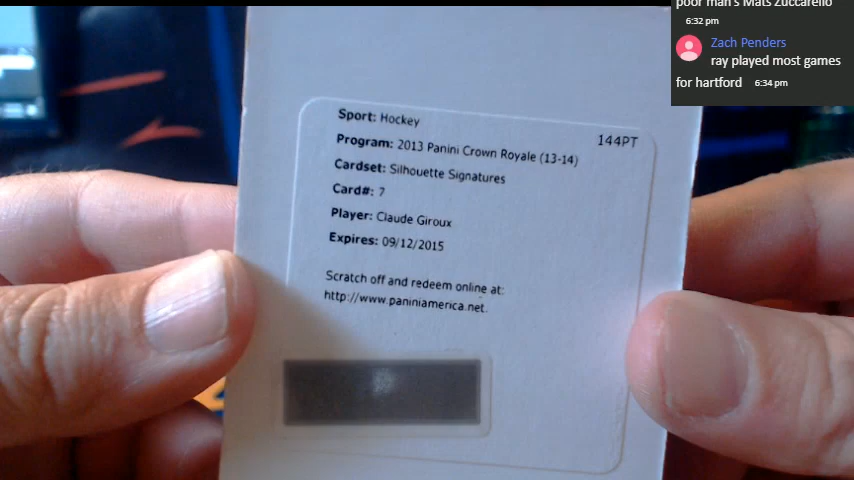 poor man's Mats Zuccarello
6:32 pm
Zach Penders
ray played most games
for hartford 6:34 pm
Sport: Hockey
144PT
Program: 2013 Panini Crown Royale (13-14)
Cardset: Silhouette Signatures
Card#: 7
Player: Claude Giroux
Expires: 09/12/2015
Scratch off and redeem online at:
http://www.paniniamerica.net.